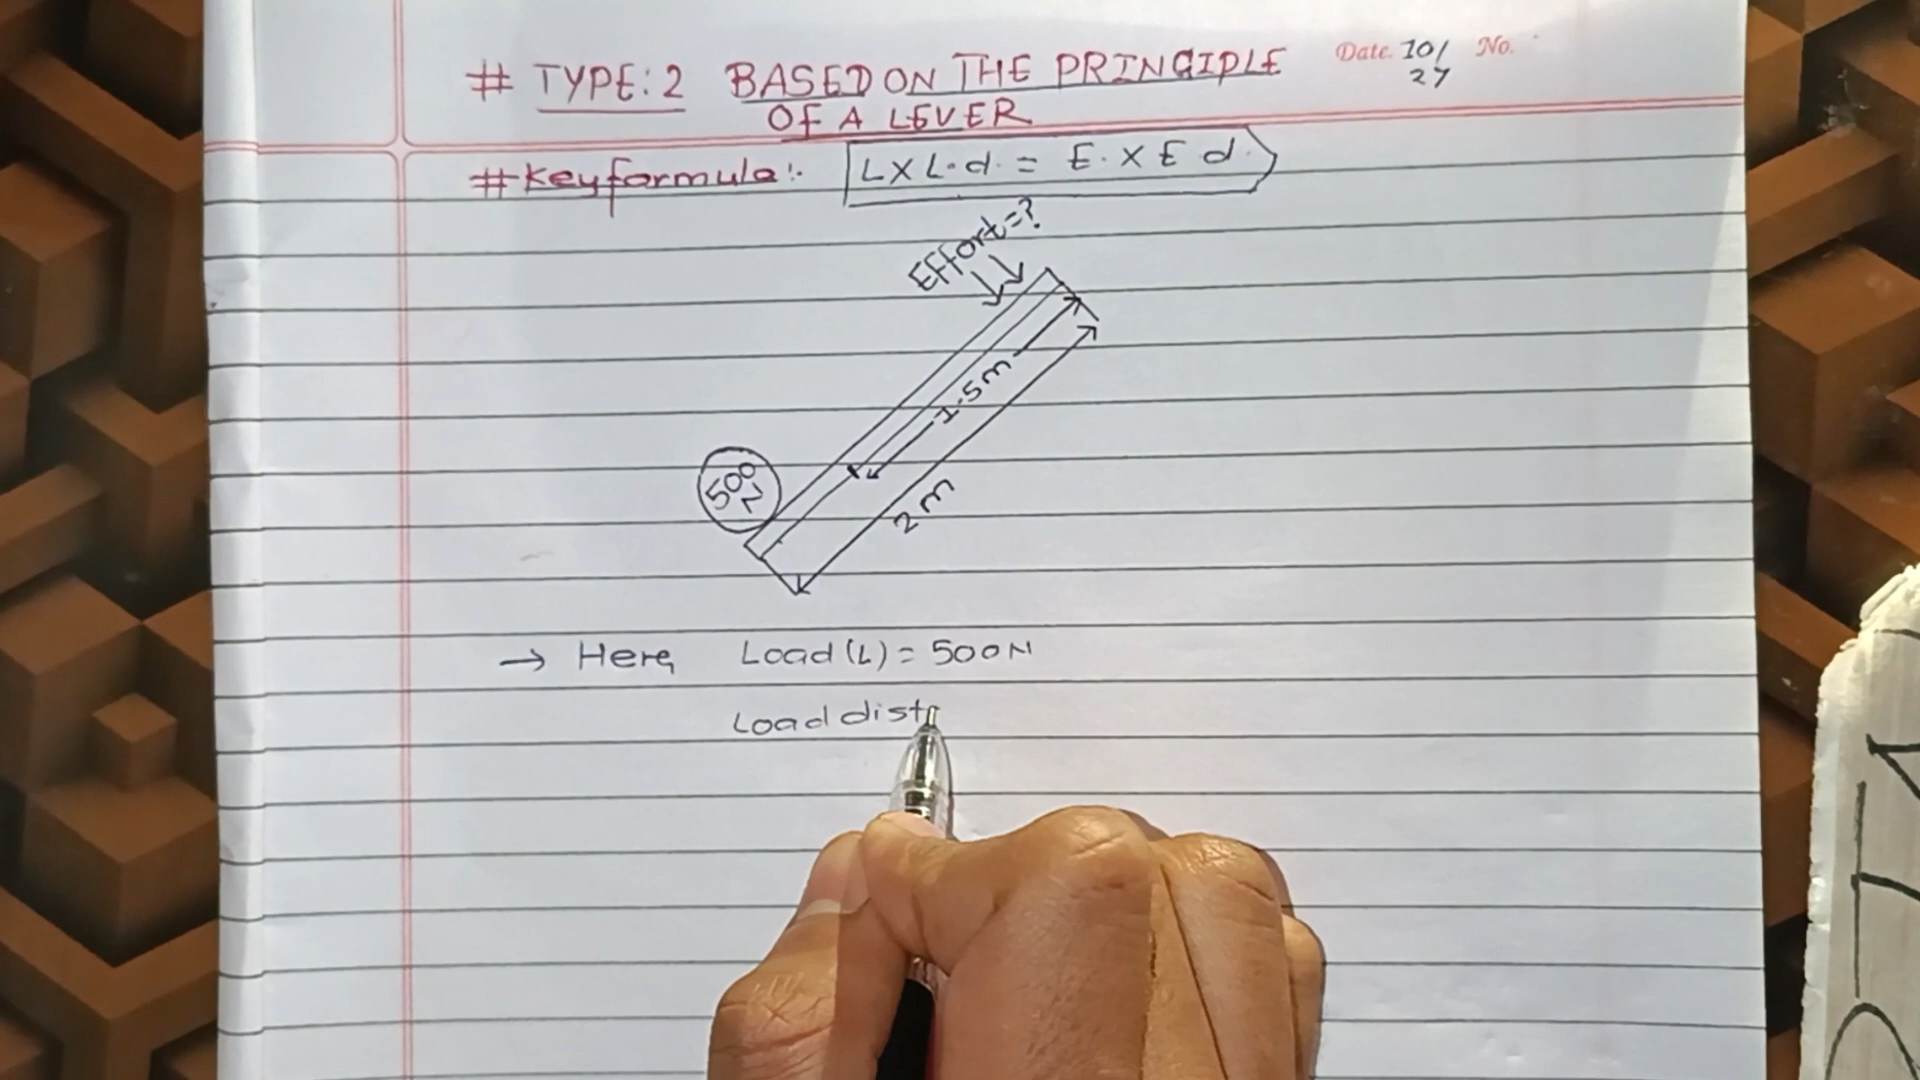 # TYPE: 2 BASED ON THE PRINCIPLE
OF A LEVER
Date. 10/ No.
27
#Keyformula:- L X L.d. = E. X E d.
Effort=?
1.5m
500
N
2m
→ Here, Load (L) = 500N
Load dist